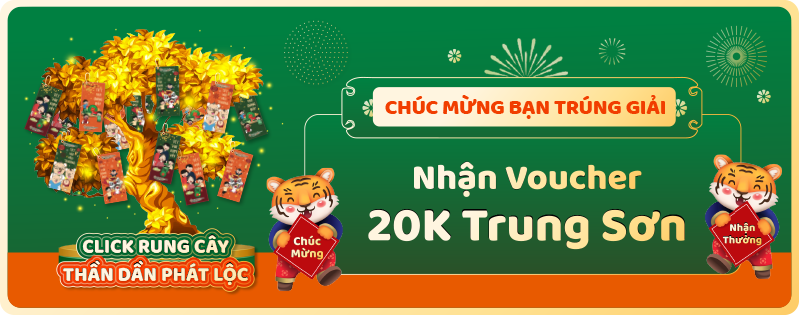 CLICK RUNG CÂY
THẦN DẦN PHÁT LỘC
CHÚC MỪNG BẠN TRÚNG GIẢI
Nhận Voucher
20K Trung Sơn
Chúc
Mừng
Nhận
Thưởng